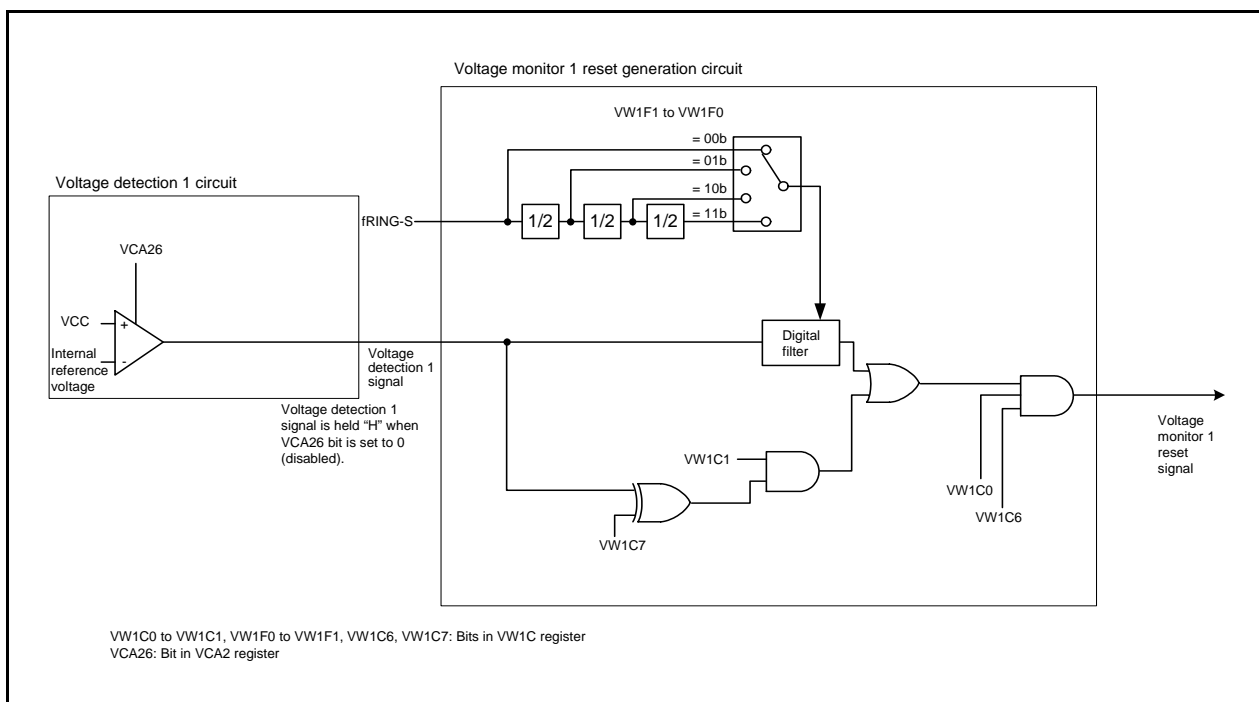 Voltage monitor 1 reset generation circuit
VW1F1 to VW1F0
= 00b
= 01b
= 10b
= 11b
Voltage detection 1 circuit
fRING-S
1/2
1/2
1/2
VCA26
VCC
+
Internal
reference
voltage
-
Voltage
detection 1
signal
Digital
filter
Voltage detection 1
signal is held “H” when
VCA26 bit is set to 0
(disabled).
VW1C1
VW1C7
VW1C0
VW1C6
Voltage
monitor 1
reset
signal
VW1C0 to VW1C1, VW1F0 to VW1F1, VW1C6, VW1C7: Bits in VW1C register
VCA26: Bit in VCA2 register